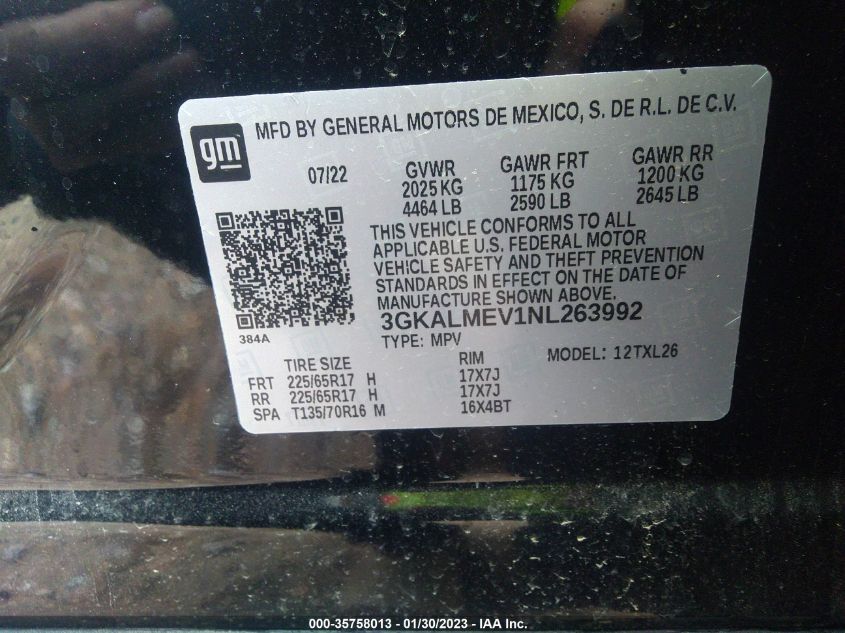 gm
MFD BY GENERAL MOTORS DE MEXICO, S. DE R.L. DE C.V.
07/22 GVWR GAWR FRT GAWR RR
2025 KG 1175 KG 1200 KG
4464 LB 2590 LB 2645 LB
THIS VEHICLE CONFORMS TO ALL
APPLICABLE U.S. FEDERAL MOTOR
VEHICLE SAFETY AND THEFT PREVENTION
STANDARDS IN EFFECT ON THE DATE OF
MANUFACTURE SHOWN ABOVE.
3GKALMEV1NL263992
384A
TYPE: MPV MODEL: 12TXL26
TIRE SIZE RIM
FRT 225/65R17 H 17X7J
RR 225/65R17 H 17X7J
SPA T135/70R16 M 16X4BT
000-35758013 - 01/30/2023 - IAA Inc.